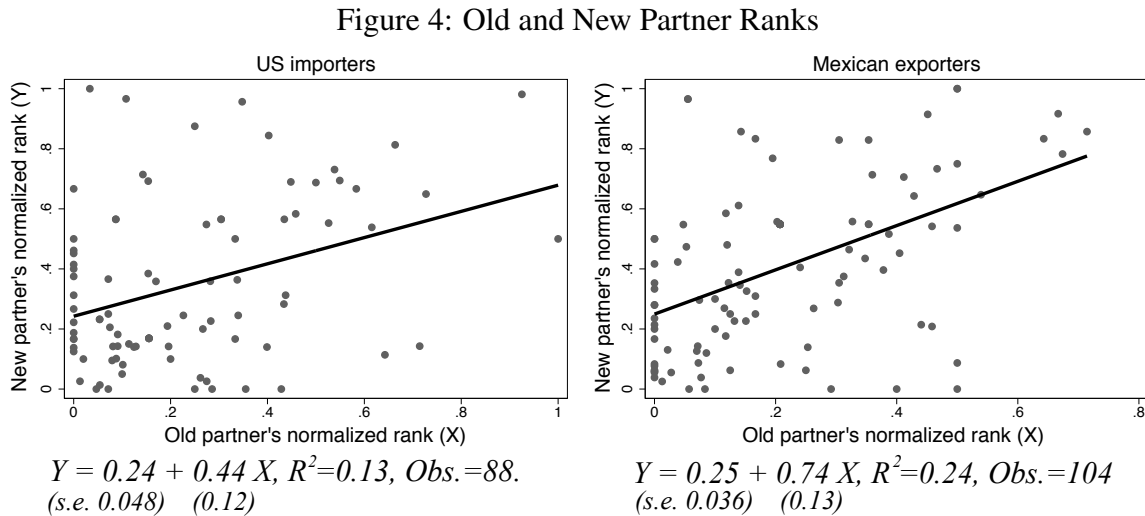 Figure 4: Old and New Partner Ranks
US importers
New partner's normalized rank (Y)
1
.8
.6
.4
.2
0
0
.2
.4
.6
.8
1
Old partner's normalized rank (X)
Y = 0.24 + 0.44 X, R²=0.13, Obs.=88.
(s.e. 0.048) (0.12)
Mexican exporters
New partner's normalized rank (Y)
1
.8
.6
.4
.2
0
0
.2
.4
.6
.8
Old partner's normalized rank (X)
Y = 0.25 + 0.74 X, R²=0.24, Obs.=104
(s.e. 0.036) (0.13)